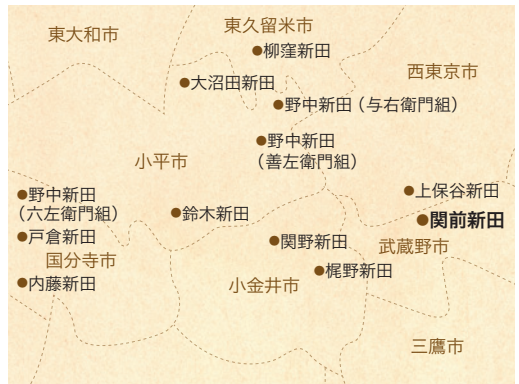 東久留米市
東大和市
●柳窪新田
西東京市
●大沼田新田
●野中新田（与右衛門組）
●野中新田
（善左衛門組）
小平市
●上保谷新田
●野中新田
（六左衛門組）
●鈴木新田
●関前新田
●戸倉新田
●関野新田
武蔵野市
国分寺市
●梶野新田
●内藤新田
小金井市
三鷹市